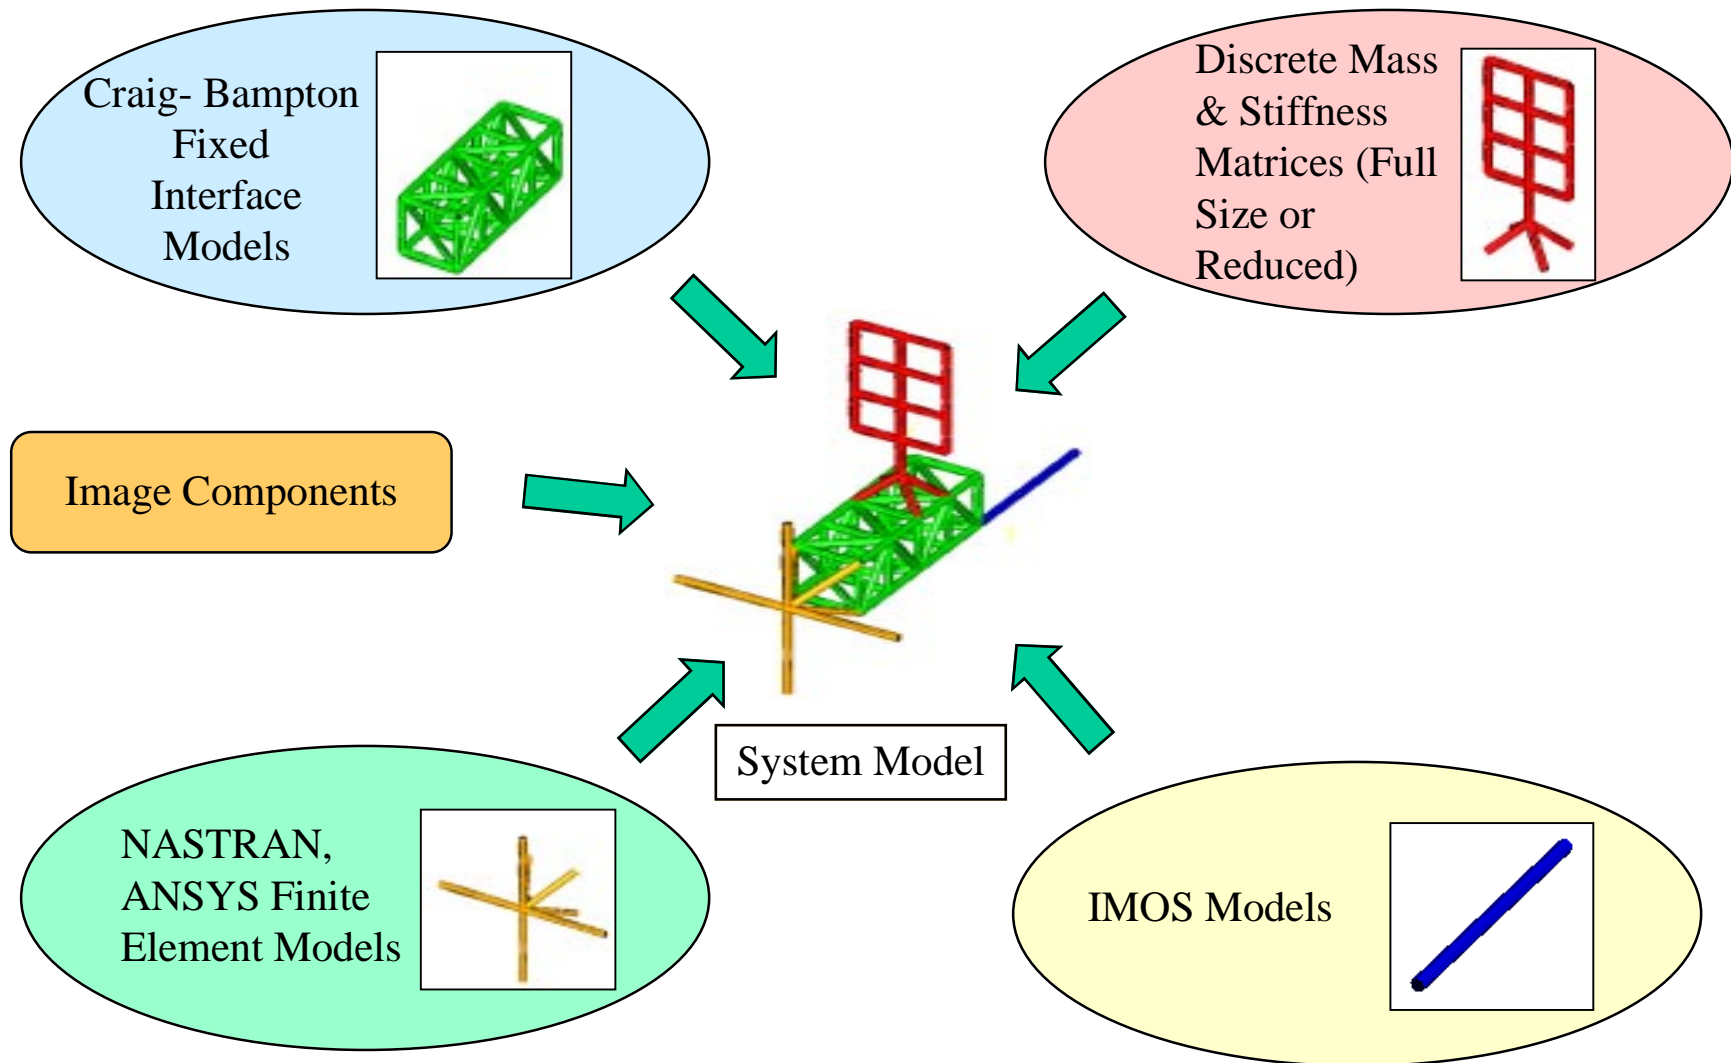 Craig- Bampton
Fixed
Interface
Models
Discrete Mass
& Stiffness
Matrices (Full
Size or
Reduced)
Image Components
System Model
NASTRAN,
ANSYS Finite
Element Models
IMOS Models